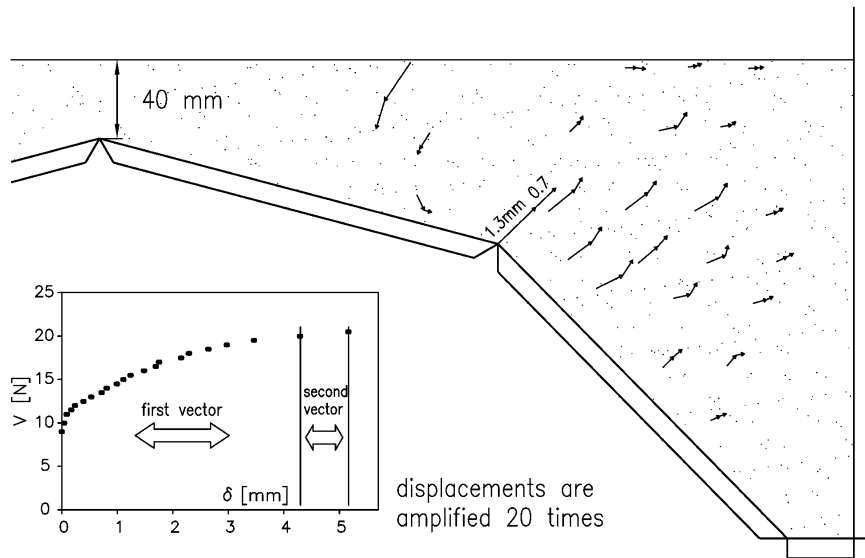 40 mm
1.3mm 0.7
25
20
15
10
5
0
V [N]
first vector
second
vector
δ [mm]
0 1 2 3 4 5
displacements are
amplified 20 times